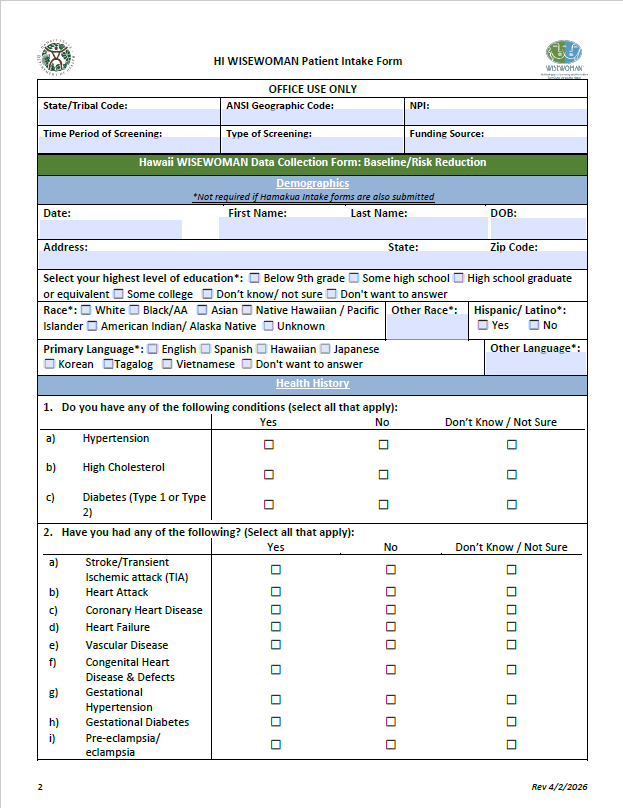 HI WISEWOMAN Patient Intake Form
WISEWOMAN
OFFICE USE ONLY
State/Tribal Code: ANSI Geographic Code: NPI:
Time Period of Screening: Type of Screening: Funding Source:
Hawaii WISEWOMAN Data Collection Form: Baseline/Risk Reduction
Demographics
*Not required if Hamakua Intake forms are also submitted
Date: First Name: Last Name: DOB:
Address: State: Zip Code:
Select your highest level of education*: ☐ Below 9th grade ☐ Some high school ☐ High school graduate
or equivalent ☐ Some college ☐ Don't know/ not sure ☐ Don't want to answer
Race*: ☐ White ☐ Black/AA ☐ Asian ☐ Native Hawaiian / Pacific
Islander ☐ American Indian/ Alaska Native ☐ Unknown
Other Race*:
Hispanic/ Latino*:
☐ Yes ☐ No
Primary Language*: ☐ English ☐ Spanish ☐ Hawaiian ☐ Japanese
☐ Korean ☐ Tagalog ☐ Vietnamese ☐ Don't want to answer
Other Language*:
Health History
1. Do you have any of the following conditions (select all that apply):
Yes No Don't Know / Not Sure
a) Hypertension ☐ ☐ ☐
b) High Cholesterol ☐ ☐ ☐
c) Diabetes (Type 1 or Type
2) ☐ ☐ ☐
2. Have you had any of the following? (Select all that apply):
Yes No Don't Know / Not Sure
a) Stroke/Transient
Ischemic attack (TIA) ☐ ☐ ☐
b) Heart Attack ☐ ☐ ☐
c) Coronary Heart Disease ☐ ☐ ☐
d) Heart Failure ☐ ☐ ☐
e) Vascular Disease ☐ ☐ ☐
f) Congenital Heart
Disease & Defects ☐ ☐ ☐
g) Gestational
Hypertension ☐ ☐ ☐
h) Gestational Diabetes ☐ ☐ ☐
i) Pre-eclampsia/
eclampsia ☐ ☐ ☐
2 Rev 4/2/2026